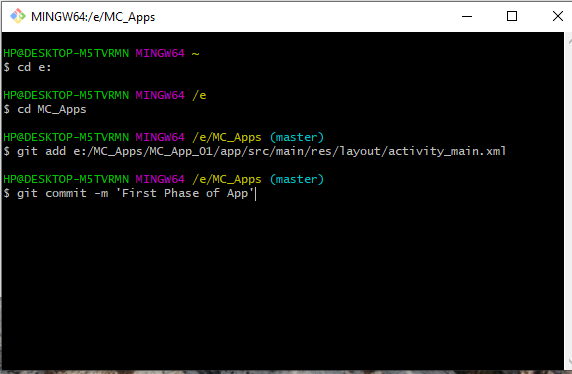 MINGW64:/e/MC_Apps
HP@DESKTOP-M5TVRMN MINGW64 ~
$ cd e:
HP@DESKTOP-M5TVRMN MINGW64 /e
$ cd MC_Apps
HP@DESKTOP-M5TVRMN MINGW64 /e/MC_Apps (master)
$ git add e:/MC_Apps/MC_App_01/app/src/main/res/layout/activity_main.xml
HP@DESKTOP-M5TVRMN MINGW64 /e/MC_Apps (master)
$ git commit -m 'First Phase of App'